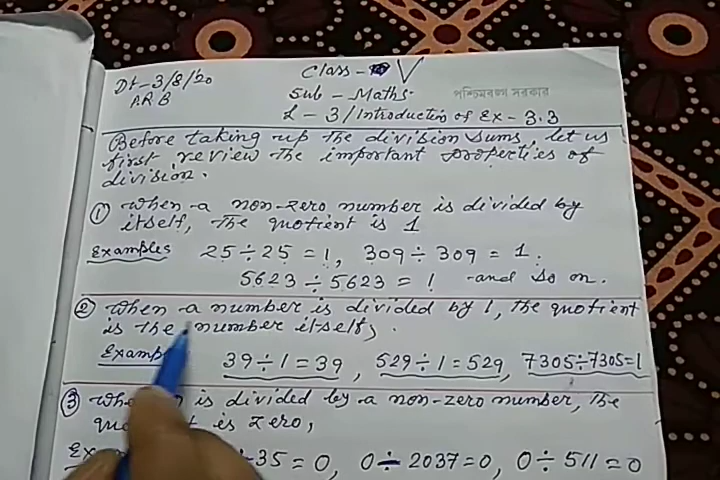 Dt-3/8/20
A.R.B
Class - V
Sub - Maths.
পশ্চিমবঙ্গ সরকার
L - 3/Introduction of Ex - 3.3
Before taking up the division sums, let us
first review the important properties of
division.
① When a non-zero number is divided by
itself, the quotient is 1
Examples 25÷25 = 1, 309÷309 = 1.
5623÷5623 = 1 and so on.
② When a number is divided by 1, the quotient
is the number itself,.
39÷1=39, 529÷1=529, 7305÷7305=1
③ is divided by a non-zero number, the
is zero,
÷35=0, 0÷2037=0, 0÷511=0